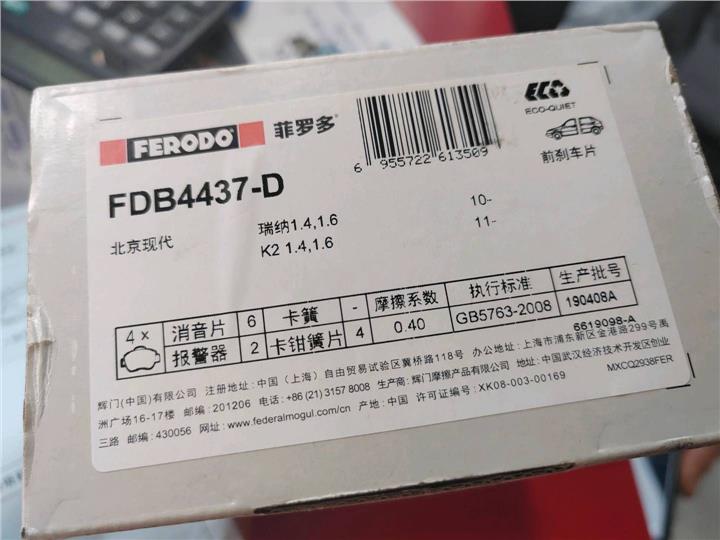 FERODO 菲罗多
6 955722 613509
ECO
ECO-QUIET
前刹车片
FDB4437-D
北京现代 瑞纳1.4,1.6 10-
K2 1.4,1.6 11-
4× 消音片 6 卡簧 - 摩擦系数 执行标准 生产批号
报警器 2 卡钳簧片 4 0.40 GB5763-2008 190408A
6619098-A
辉门(中国)有限公司 注册地址:中国(上海)自由贸易试验区冀桥路118号 办公地址:上海市浦东新区金港路299号禹
洲广场16-17楼 邮编:201206 电话:+86 (21) 3157 8008 生产商:辉门摩擦产品有限公司 厂址:中国武汉经济技术开发区创业
三路 邮编:430056 网址:www.federalmogul.com/cn 产地:中国 许可证编号:XK08-003-00169
MXCQ2938FER